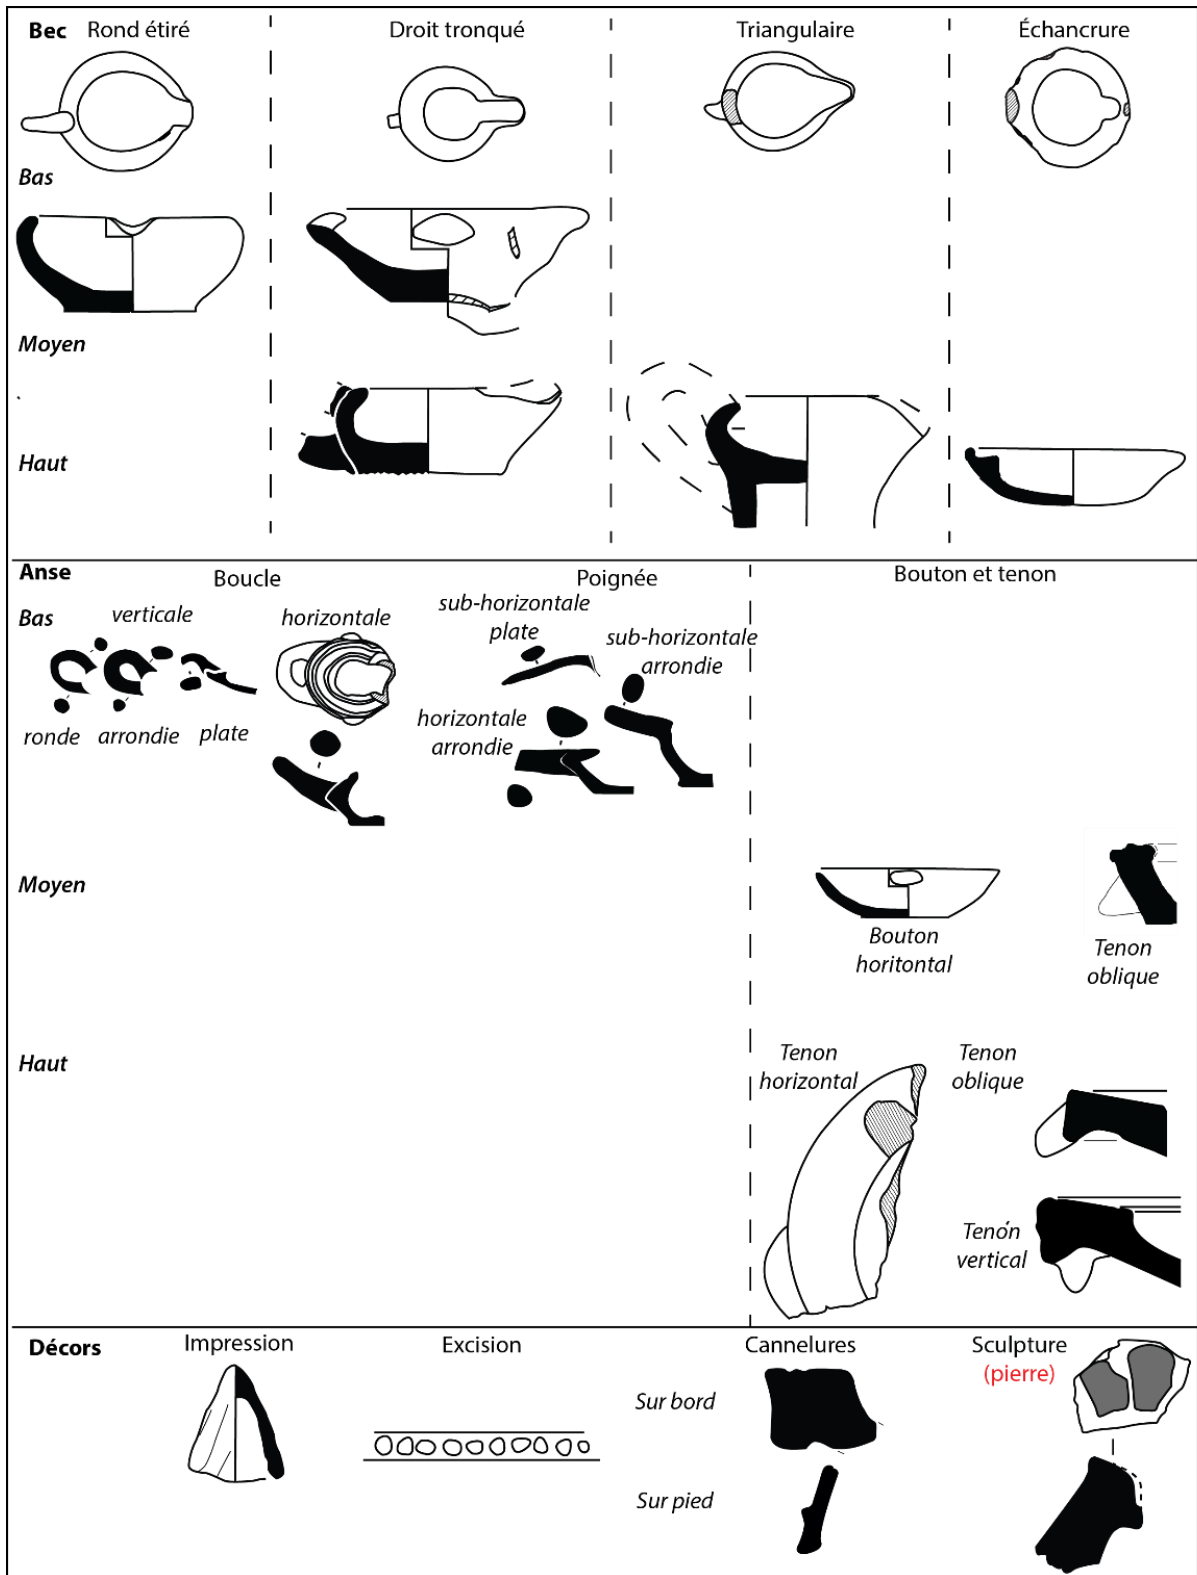 Bec Rond étiré Droit tronqué Triangulaire Échancrure
Bas
Moyen
Haut
Anse Boucle Poignée Bouton et tenon
Bas verticale horizontale
sub-horizontale
plate
sub-horizontale
arrondie
ronde arrondie plate
horizontale
arrondie
Moyen
Bouton
horitontal
Tenon
oblique
Haut
Tenon
horizontal
Tenon
oblique
Tenon
vertical
Décors Impression Excision Cannelures Sculpture
(pierre)
Sur bord
Sur pied